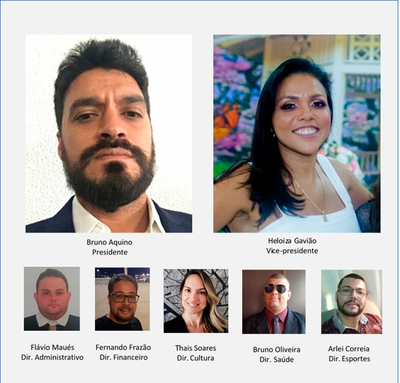 Bruno Aquino
Presidente
Heloiza Gavião
Vice-presidente
Flávio Maués
Dir. Administrativo
Fernando Frazão
Dir. Financeiro
Thais Soares
Dir. Cultura
Bruno Oliveira
Dir. Saúde
Arlei Correia
Dir. Esportes